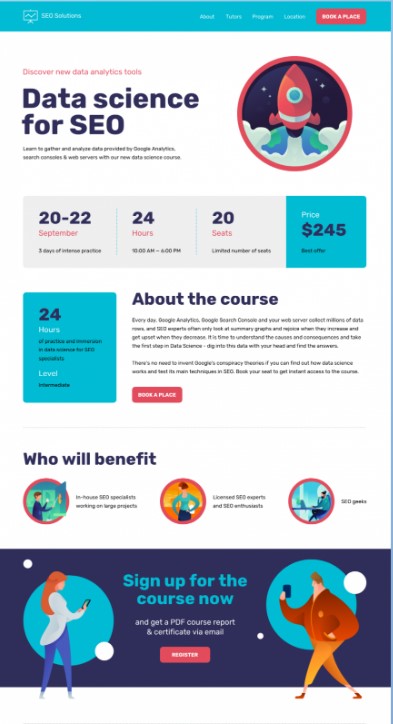 SEO Solutions
About Tutors Program Location BOOK A PLACE
Discover new data analytics tools
Data science
for SEO
Learn to gather and analyze data provided by Google Analytics,
search consoles & web servers with our new data science course.
20-22
September
3 days of intense practice
24
Hours
10:00 AM – 6:00 PM
20
Seats
Limited number of seats
Price
$245
Best offer
24
Hours
of practice and immersion
in data science for SEO
specialists
Level
Intermediate
About the course
Every day, Google Analytics, Google Search Console and your web server collect millions of data
rows, and SEO experts often only look at summary graphs and rejoice when they increase and
get upset when they decrease. It is time to understand the causes and consequences and take
the first step in Data Science - dig into this data with your head and find the answers.
There's no need to invent Google's conspiracy theories if you can find out how data science
works and test its main techniques in SEO. Book your seat to get instant access to the course.
BOOK A PLACE
Who will benefit
In-house SEO specialists
working on large projects
Licensed SEO experts
and SEO enthusiasts
SEO geeks
Sign up for the
course now
and get a PDF course report
& certificate via email
REGISTER